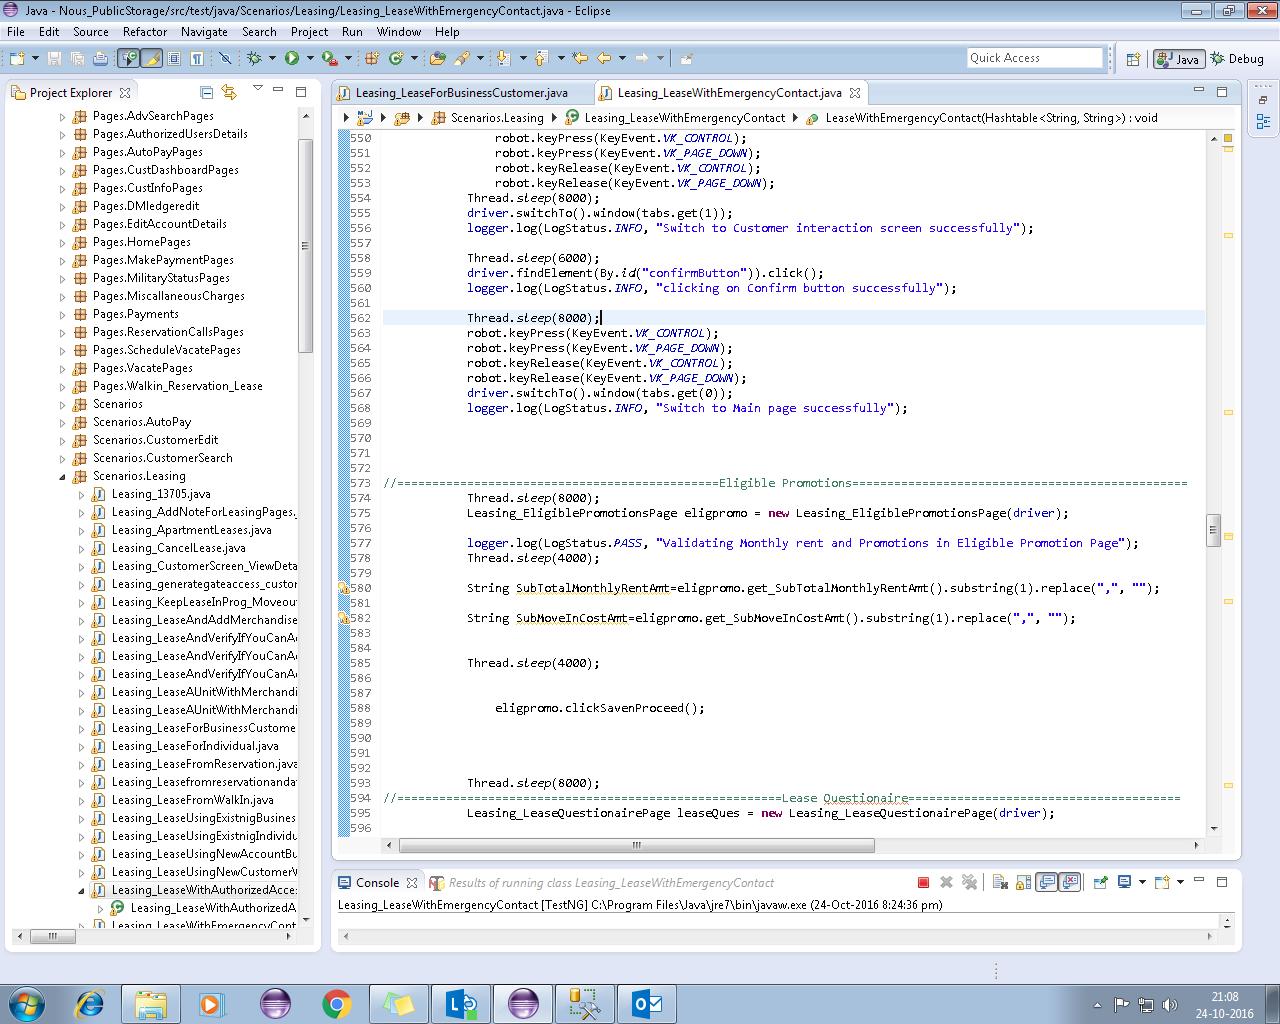 Java - Nous_PublicStorage/src/test/java/Scenarios/Leasing/Leasing_LeaseWithEmergencyContact.java - Eclipse
File Edit Source Refactor Navigate Search Project Run Window Help
Quick Access
Java
Debug
Project Explorer
Pages.AdvSearchPages
Pages.AuthorizedUsersDetails
Pages.AutoPayPages
Pages.CustDashboardPages
Pages.CustInfoPages
Pages.DMledgeredit
Pages.EditAccountDetails
Pages.HomePages
Pages.MakePaymentPages
Pages.MilitaryStatusPages
Pages.MiscallaneousCharges
Pages.Payments
Pages.ReservationCallsPages
Pages.ScheduleVacatePages
Pages.VacatePages
Pages.Walkin_Reservation_Lease
Scenarios
Scenarios.AutoPay
Scenarios.CustomerEdit
Scenarios.CustomerSearch
Scenarios.Leasing
Leasing_13705.java
Leasing_AddNoteForLeasingPages.
Leasing_ApartmentLeases.java
Leasing_CancelLease.java
Leasing_CustomerScreen_ViewDeta
Leasing_generategateaccess_custor
Leasing_KeepLeaseInProg_Moveou
Leasing_LeaseAndAddMerchandise
Leasing_LeaseAndVerifyIfYouCanA
Leasing_LeaseAndVerifyIfYouCanA
Leasing_LeaseAndVerifyIfYouCanA
Leasing_LeaseAUnitWithMerchandi
Leasing_LeaseAUnitWithMerchandi
Leasing_LeaseForBusinessCustome
Leasing_LeaseForIndividual.java
Leasing_LeaseFromReservation.java
Leasing_Leasefromreservationanda
Leasing_LeaseFromWalkIn.java
Leasing_LeaseUsingExistnigBusines
Leasing_LeaseUsingExistnigIndividu
Leasing_LeaseUsingNewAccountBu
Leasing_LeaseUsingNewCustomerV
Leasing_LeaseWithAuthorizedAcce
Leasing_LeaseWithAuthorizedA
Leasing_LeaseWithEmergencyCont
Leasing_LeaseForBusinessCustomer.java
Leasing_LeaseWithEmergencyContact.java
Scenarios.Leasing
Leasing_LeaseWithEmergencyContact
LeaseWithEmergencyContact(Hashtable<String, String>) : void
550 robot.keyPress(KeyEvent.VK_CONTROL);
551 robot.keyPress(KeyEvent.VK_PAGE_DOWN);
552 robot.keyRelease(KeyEvent.VK_CONTROL);
553 robot.keyRelease(KeyEvent.VK_PAGE_DOWN);
554 Thread.sleep(8000);
555 driver.switchTo().window(tabs.get(1));
556 logger.log(LogStatus.INFO, "Switch to Customer interaction screen successfully");
557
558 Thread.sleep(6000);
559 driver.findElement(By.id("confirmButton")).click();
560 logger.log(LogStatus.INFO, "clicking on Confirm button successfully");
561
562 Thread.sleep(8000);
563 robot.keyPress(KeyEvent.VK_CONTROL);
564 robot.keyPress(KeyEvent.VK_PAGE_DOWN);
565 robot.keyRelease(KeyEvent.VK_CONTROL);
566 robot.keyRelease(KeyEvent.VK_PAGE_DOWN);
567 driver.switchTo().window(tabs.get(0));
568 logger.log(LogStatus.INFO, "Switch to Main page successfully");
569
570
571
572
573 //==============================================Eligible Promotions================================================
574 Thread.sleep(8000);
575 Leasing_EligiblePromotionsPage eligpromo = new Leasing_EligiblePromotionsPage(driver);
576
577 logger.log(LogStatus.PASS, "Validating Monthly rent and Promotions in Eligible Promotion Page");
578 Thread.sleep(4000);
579
580 String SubTotalMonthlyRentAmt=eligpromo.get_SubTotalMonthlyRentAmt().substring(1).replace(",", "");
581
582 String SubMoveInCostAmt=eligpromo.get_SubMoveInCostAmt().substring(1).replace(",", "");
583
584
585 Thread.sleep(4000);
586
587
588 eligpromo.clickSavenProceed();
589
590
591
592
593 Thread.sleep(8000);
594 //=======================================================Lease Questionaire=======================================
595 Leasing_LeaseQuestionairePage leaseQues = new Leasing_LeaseQuestionairePage(driver);
596
Console
Results of running class Leasing_LeaseWithEmergencyContact
Leasing_LeaseWithEmergencyContact [TestNG] C:\Program Files\Java\jre7\bin\javaw.exe (24-Oct-2016 8:24:36 pm)
21:08
24-10-2016